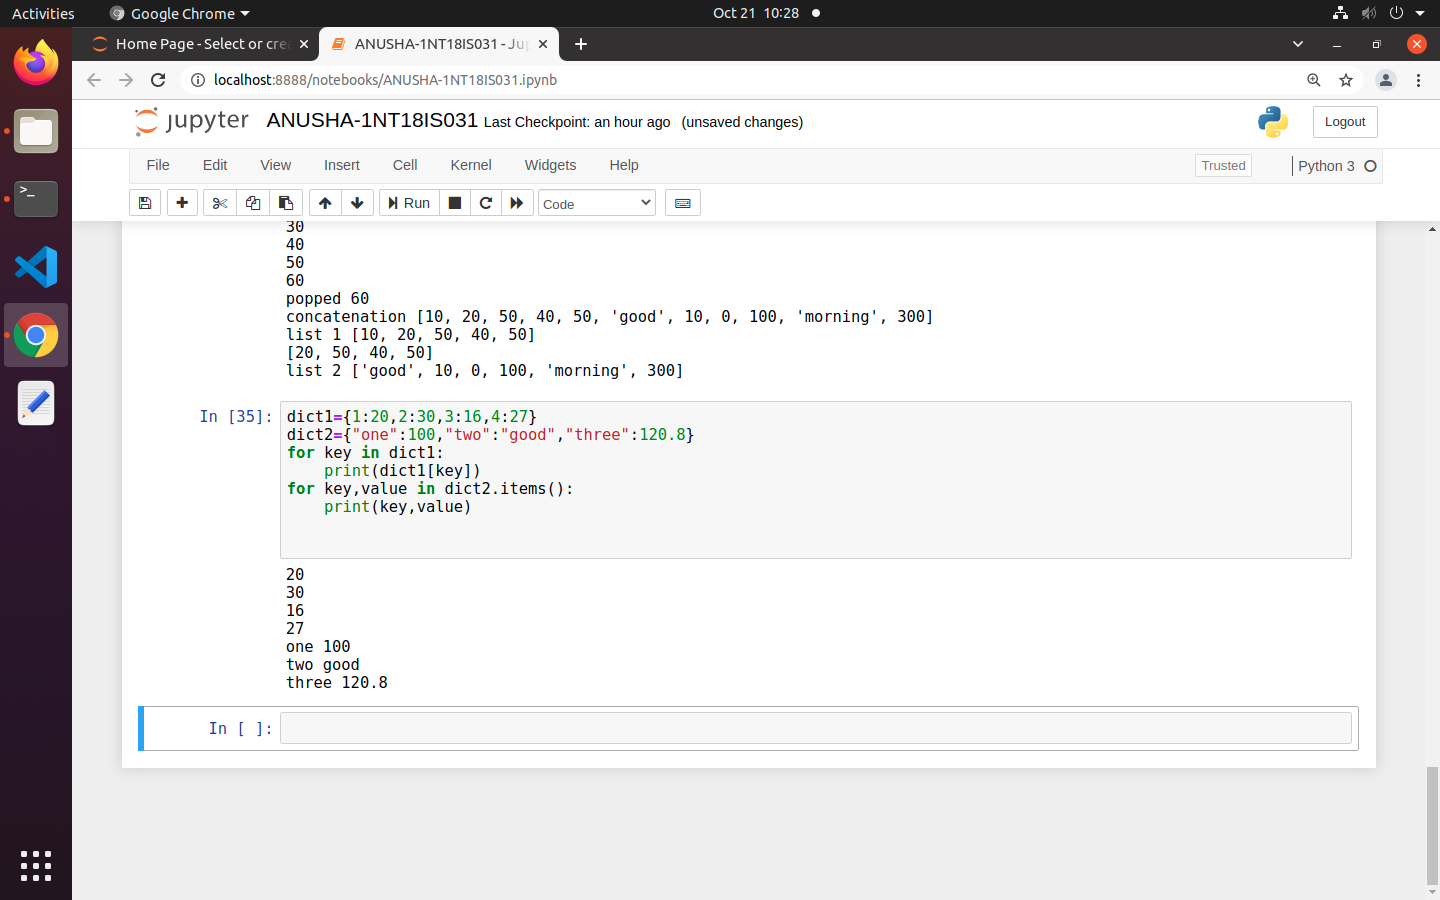 Activities Google Chrome Oct 21 10:28
Home Page - Select or cre ANUSHA-1NT18IS031 - Jup
localhost:8888/notebooks/ANUSHA-1NT18IS031.ipynb
jupyter ANUSHA-1NT18IS031 Last Checkpoint: an hour ago (unsaved changes) Logout
File Edit View Insert Cell Kernel Widgets Help Trusted Python 3
Run Code
30
40
50
60
popped 60
concatenation [10, 20, 50, 40, 50, 'good', 10, 0, 100, 'morning', 300]
list 1 [10, 20, 50, 40, 50]
[20, 50, 40, 50]
list 2 ['good', 10, 0, 100, 'morning', 300]
In [35]: dict1={1:20,2:30,3:16,4:27}
dict2={"one":100,"two":"good","three":120.8}
for key in dict1:
    print(dict1[key])
for key,value in dict2.items():
    print(key,value)
20
30
16
27
one 100
two good
three 120.8
In [ ]: